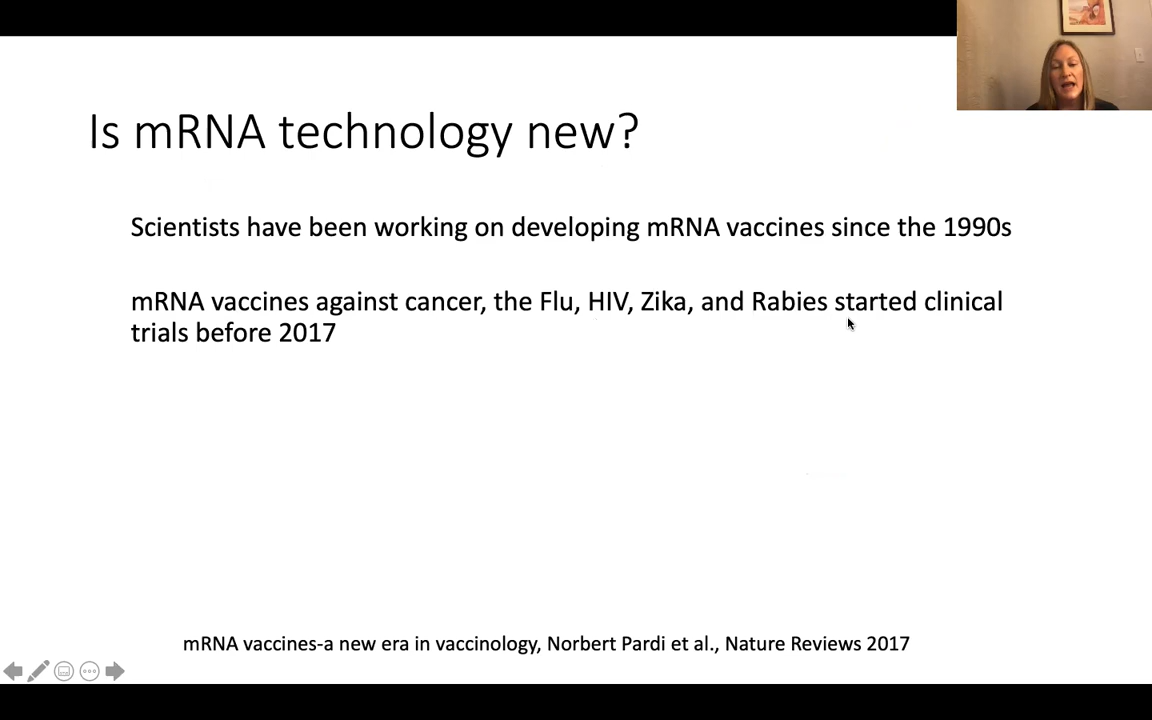 Is mRNA technology new?
Scientists have been working on developing mRNA vaccines since the 1990s
mRNA vaccines against cancer, the Flu, HIV, Zika, and Rabies started clinical
trials before 2017
mRNA vaccines-a new era in vaccinology, Norbert Pardi et al., Nature Reviews 2017